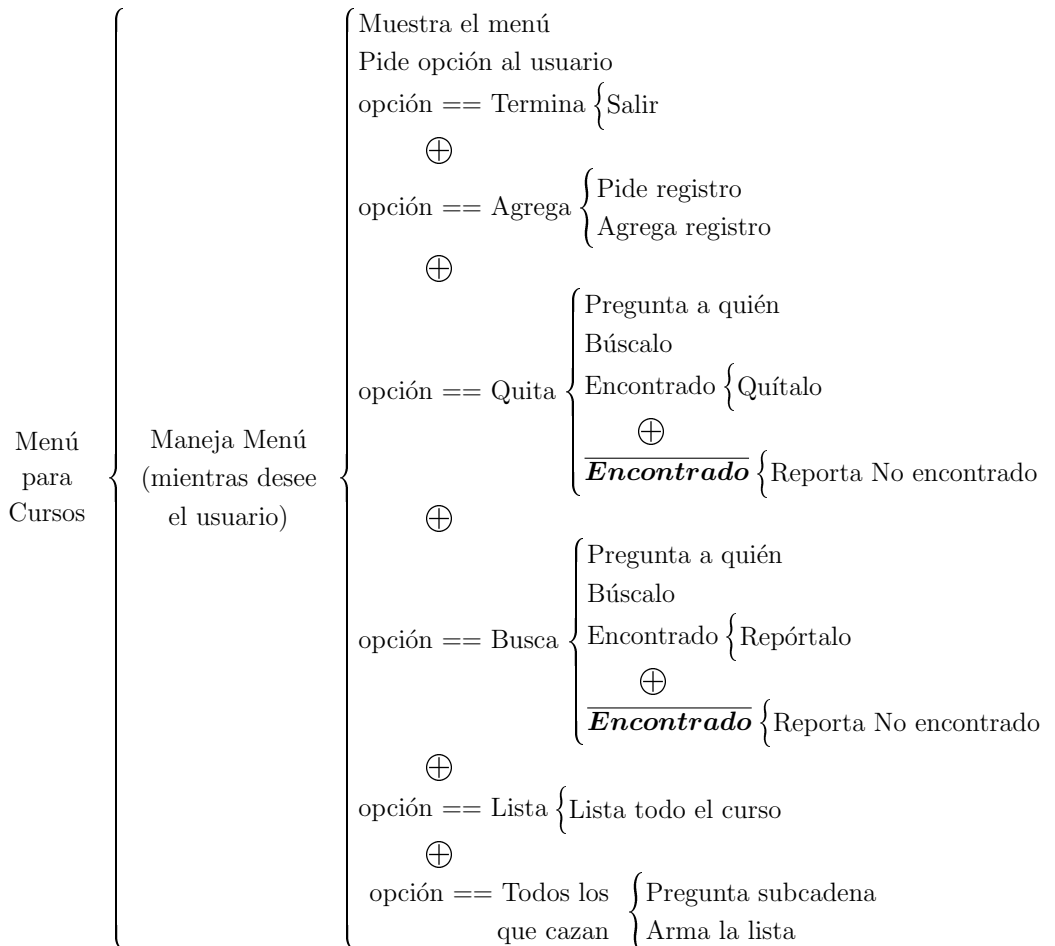 Muestra el menú
Pide opción al usuario
opción == Termina { Salir
⊕
opción == Agrega { Pide registro
Agrega registro
⊕
opción == Quita { Pregunta a quién
Búscalo
Encontrado { Quítalo
⊕
Encontrado { Reporta No encontrado
Menú
para
Cursos
Maneja Menú
(mientras desee
el usuario)
⊕
opción == Busca { Pregunta a quién
Búscalo
Encontrado { Repórtalo
⊕
Encontrado { Reporta No encontrado
⊕
opción == Lista { Lista todo el curso
⊕
opción == Todos los
que cazan
{ Pregunta subcadena
Arma la lista